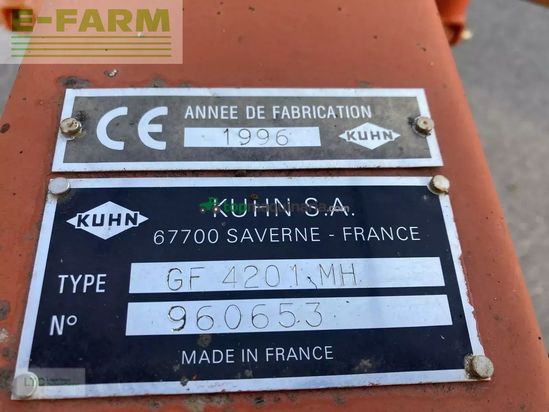 E-FARM
CE ANNEE DE FABRICATION
1996 KUHN
KUHN KUHN S.A.
67700 SAVERNE - FRANCE
TYPE GF 4201 MH
N° 960653
MADE IN FRANCE